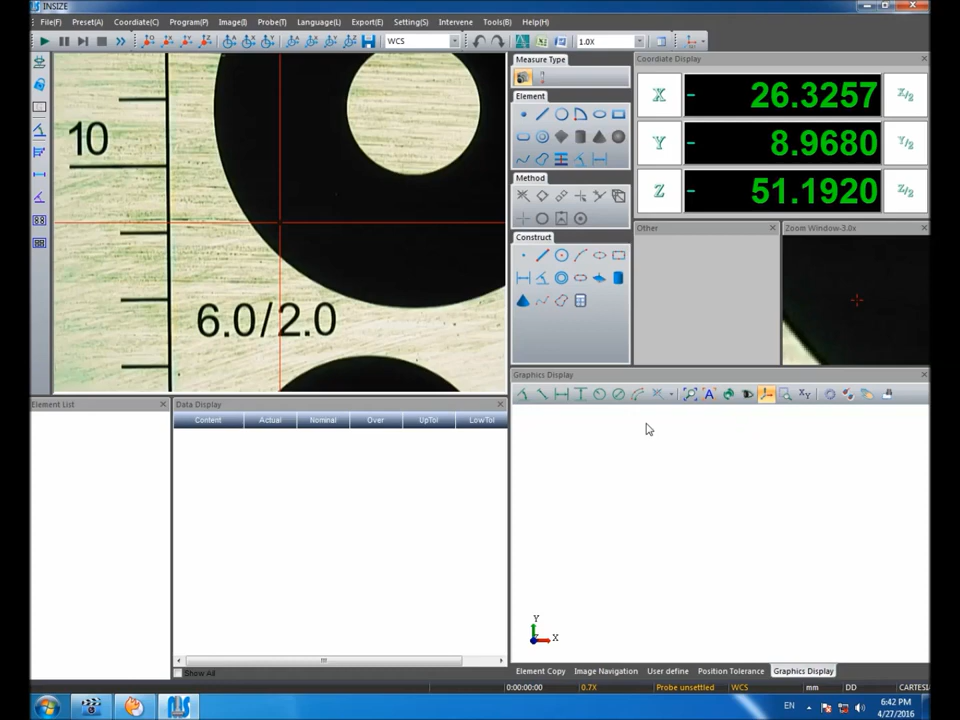 INSIZE
File(F) Preset(A) Coordiate(C) Program(P) Image(I) Probe(T) Language(L) Export(E) Setting(S) Intervene Tools(B) Help(H)
WCS 1.0X
10
6.0/2.0
Measure Type
Element
Method
Construct
Coordiate Display
X - 26.3257 X/2
Y - 8.9680 Y/2
Z - 51.1920 Z/2
Other
Zoom Window-3.0x
Element List
Data Display
Content Actual Nominal Over UpTol LowTol
Show All
Graphics Display
Y
X
Element Copy Image Navigation User define Position Tolerance Graphics Display
0:00:00:00 0.7X Probe unsettled WCS mm DD CARTESI
EN
6:42 PM
4/27/2016